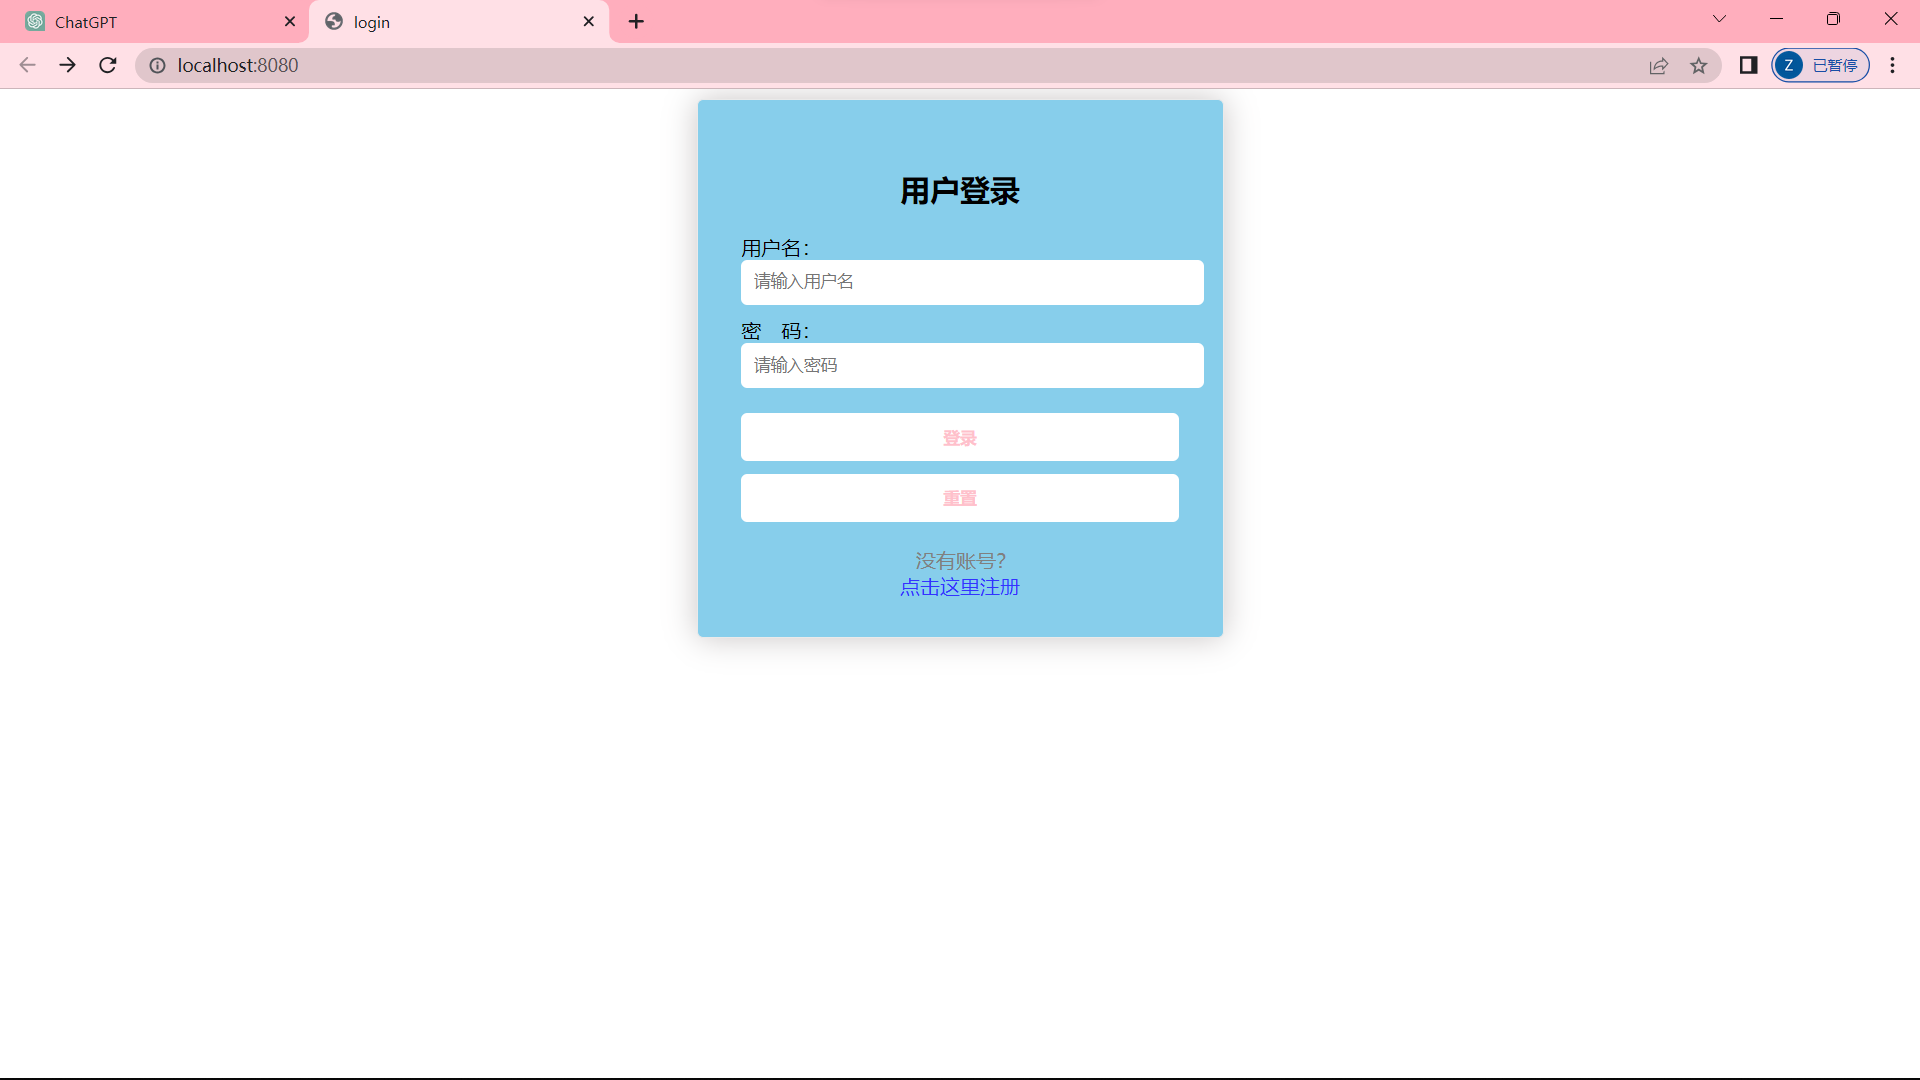 ChatGPT
login
localhost:8080
Z 已暂停
用户登录
用户名：
请输入用户名
密 码：
请输入密码
登录
重置
没有账号？
点击这里注册